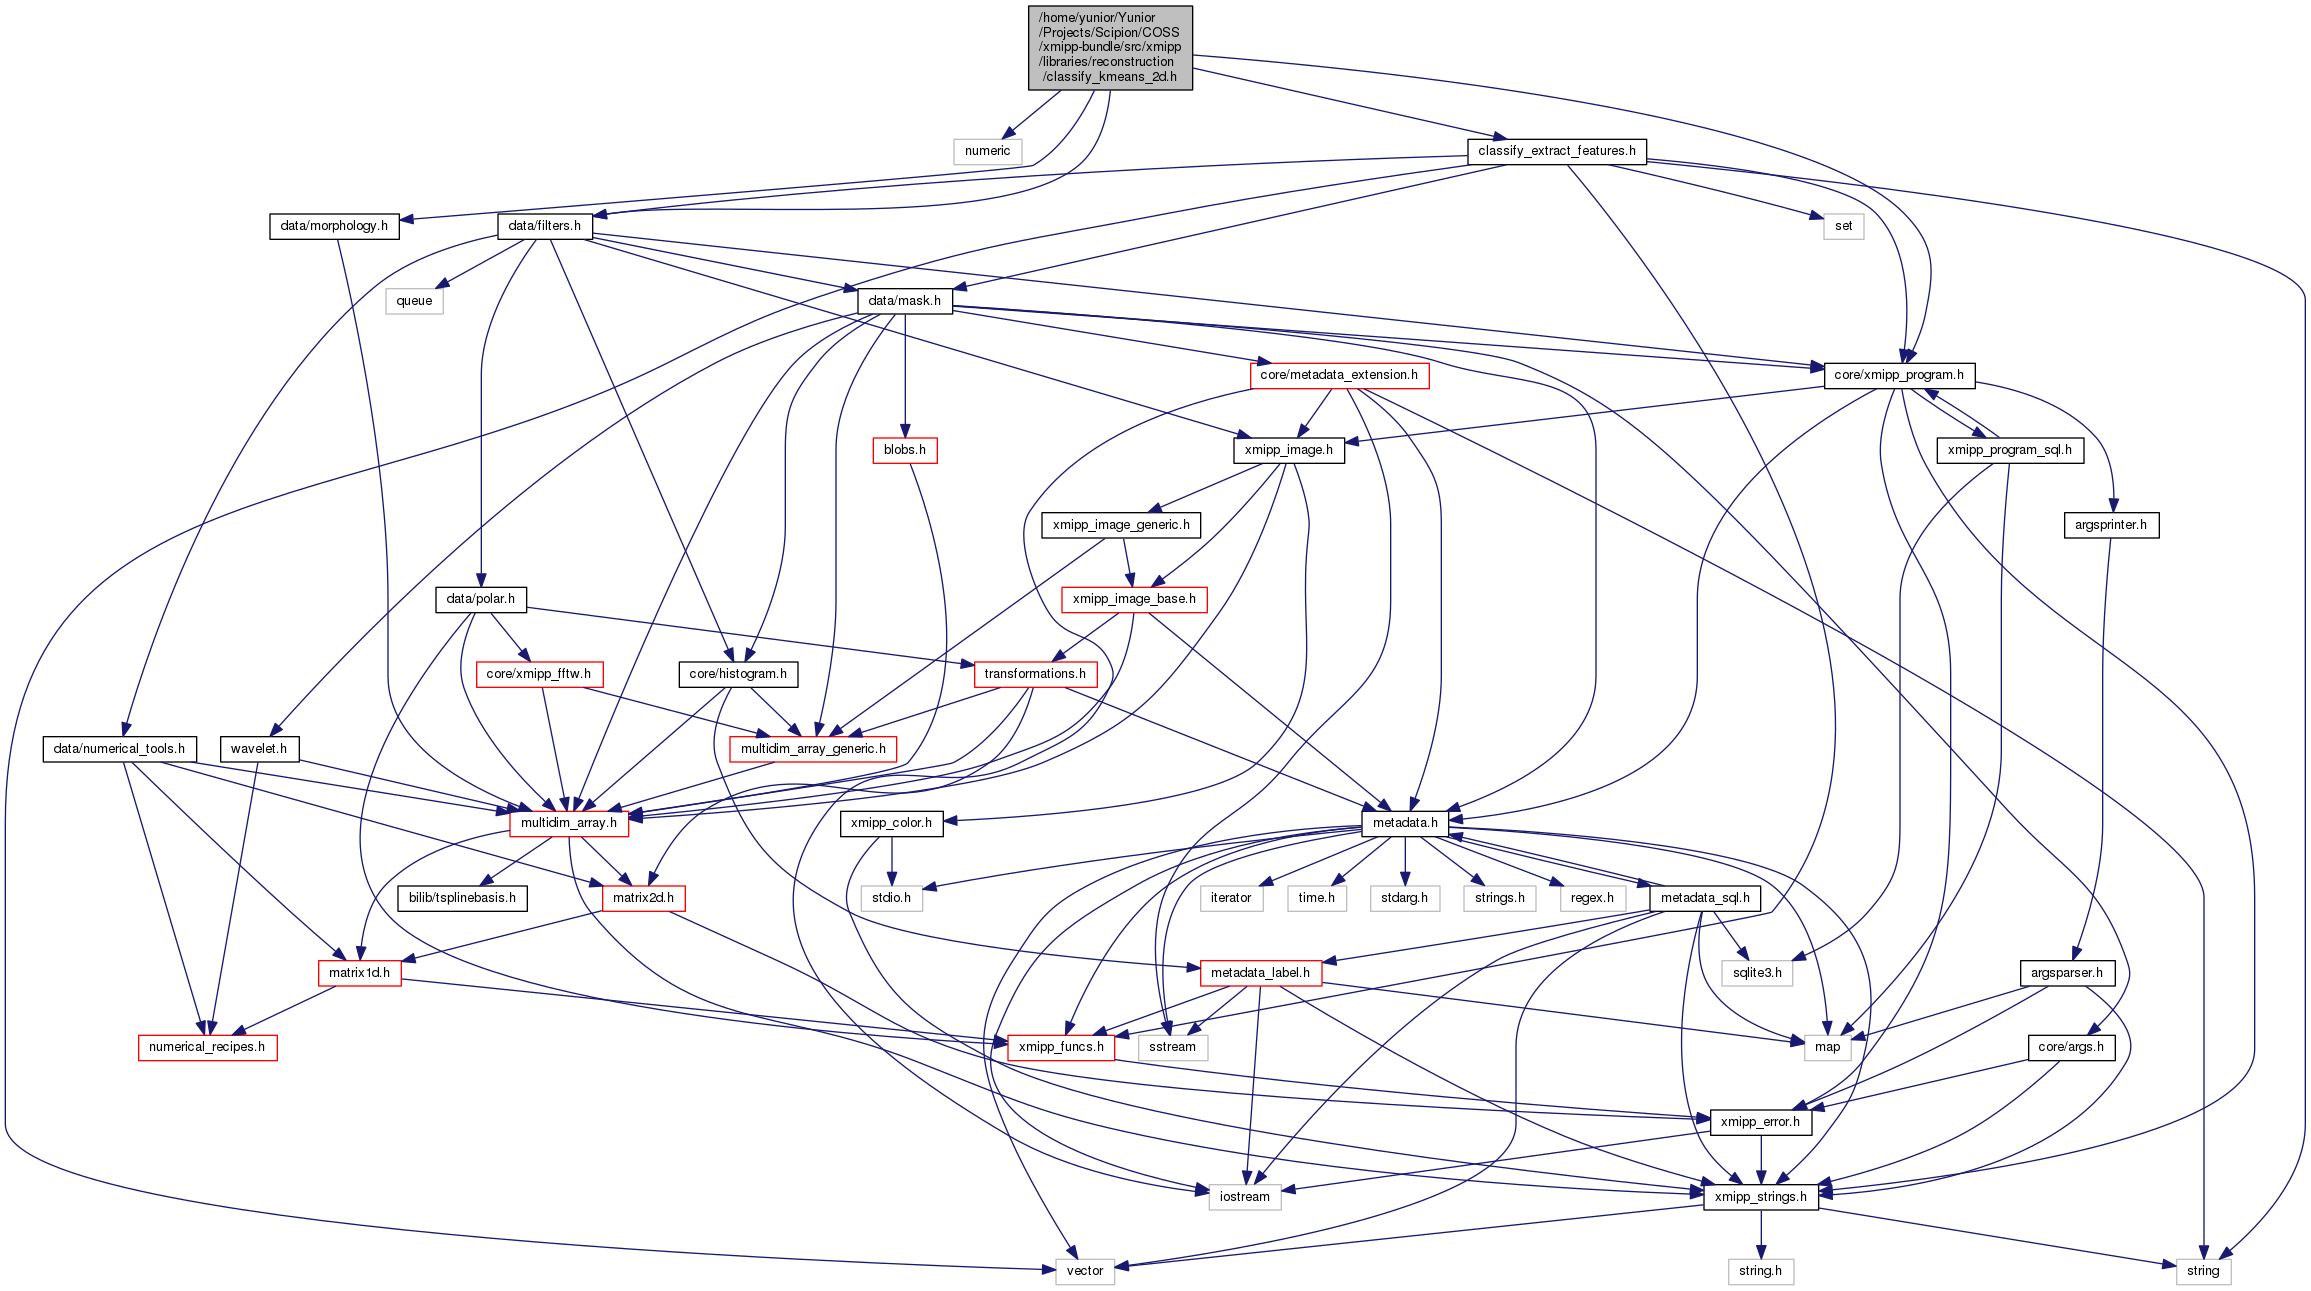 /home/yunior/Yunior
/Projects/Scipion/COSS
/xmipp-bundle/src/xmipp
/libraries/reconstruction
/classify_kmeans_2d.h
numeric
classify_extract_features.h
data/morphology.h
data/filters.h
set
queue
data/mask.h
core/metadata_extension.h
core/xmipp_program.h
blobs.h
xmipp_image.h
xmipp_program_sql.h
xmipp_image_generic.h
argsprinter.h
data/polar.h
xmipp_image_base.h
core/xmipp_fftw.h
core/histogram.h
transformations.h
data/numerical_tools.h
wavelet.h
multidim_array_generic.h
multidim_array.h
xmipp_color.h
metadata.h
bilib/tsplinebasis.h
matrix2d.h
stdio.h
iterator
time.h
stdarg.h
strings.h
regex.h
metadata_sql.h
matrix1d.h
metadata_label.h
sqlite3.h
argsparser.h
numerical_recipes.h
xmipp_funcs.h
sstream
map
core/args.h
xmipp_error.h
iostream
xmipp_strings.h
vector
string.h
string